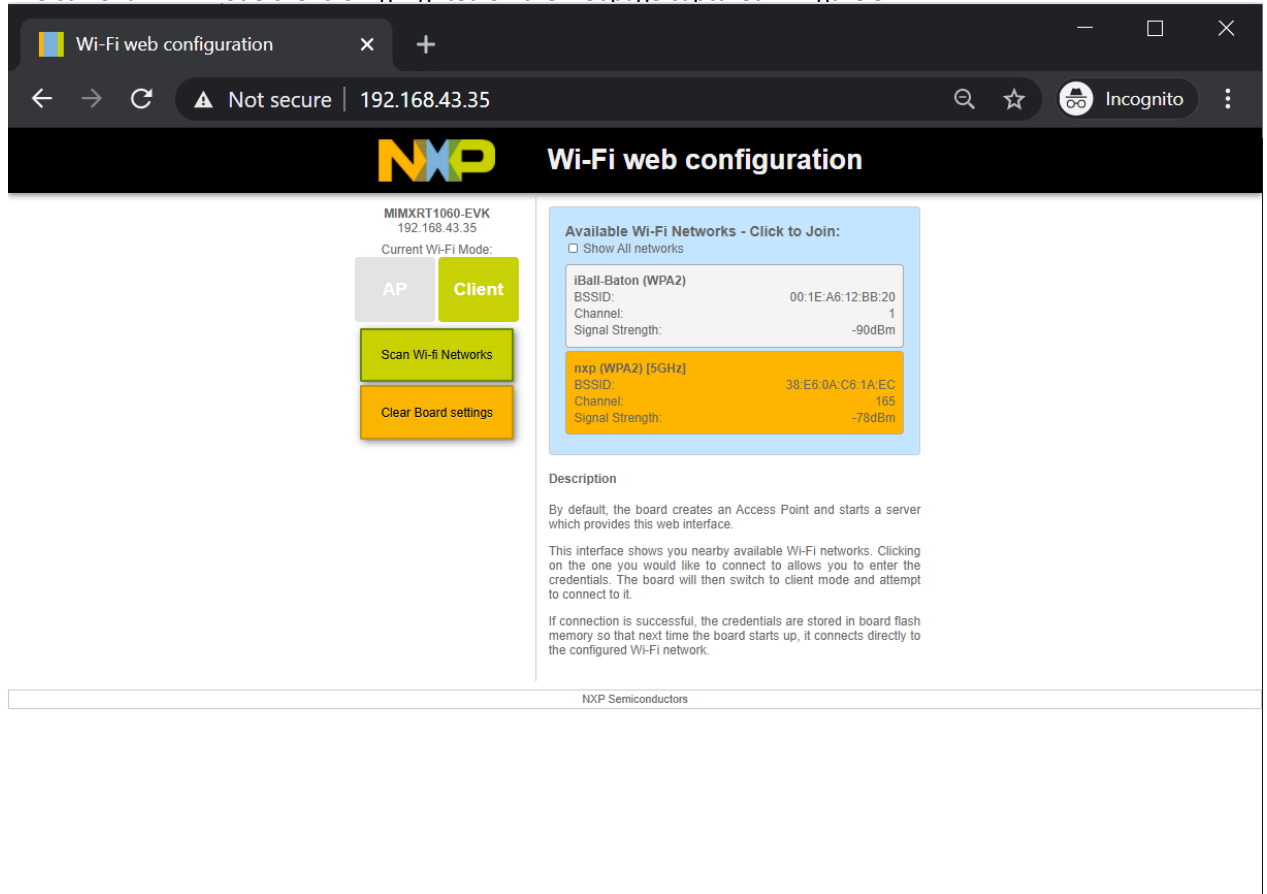 Wi-Fi web configuration
Not secure | 192.168.43.35
Incognito
NXP
Wi-Fi web configuration
MIMXRT1060-EVK
192.168.43.35
Current Wi-Fi Mode:
AP
Client
Scan Wi-fi Networks
Clear Board settings
Available Wi-Fi Networks - Click to Join:
Show All networks
iBall-Baton (WPA2)
BSSID: 00:1E:A6:12:BB:20
Channel: 1
Signal Strength: -90dBm
nxp (WPA2) [5GHz]
BSSID: 38:E6:0A:C6:1A:EC
Channel: 165
Signal Strength: -78dBm
Description
By default, the board creates an Access Point and starts a server
which provides this web interface.
This interface shows you nearby available Wi-Fi networks. Clicking
on the one you would like to connect to allows you to enter the
credentials. The board will then switch to client mode and attempt
to connect to it.
If connection is successful, the credentials are stored in board flash
memory so that next time the board starts up, it connects directly to
the configured Wi-Fi network.
NXP Semiconductors